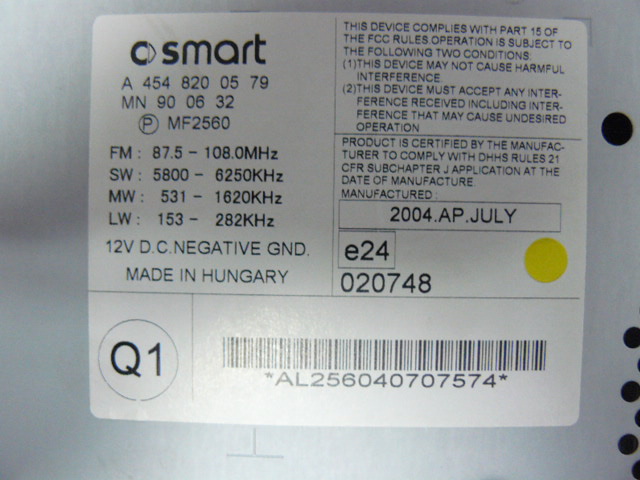 smart
A 454 820 05 79
MN 90 06 32
Ⓟ MF2560
FM: 87.5 - 108.0MHz
SW: 5800 - 6250KHz
MW: 531 - 1620KHz
LW: 153 - 282KHz
12V D.C.NEGATIVE GND.
MADE IN HUNGARY
THIS DEVICE COMPLIES WITH PART 15 OF
THE FCC RULES.OPERATION IS SUBJECT TO
THE FOLLOWING TWO CONDITIONS
(1)THIS DEVICE MAY NOT CAUSE HARMFUL
INTERFERENCE.
(2)THIS DEVICE MUST ACCEPT ANY INTER-
FERENCE RECEIVED INCLUDING INTER-
FERENCE THAT MAY CAUSE UNDESIRED
OPERATION
PRODUCT IS CERTIFIED BY THE MANUFAC-
TURER TO COMPLY WITH DHHS RULES 21
CFR SUBCHAPTER J APPLICATION AT THE
DATE OF MANUFACTURE.
MANUFACTURED :
2004.AP.JULY
e24
020748
Q1
*AL256040707574*